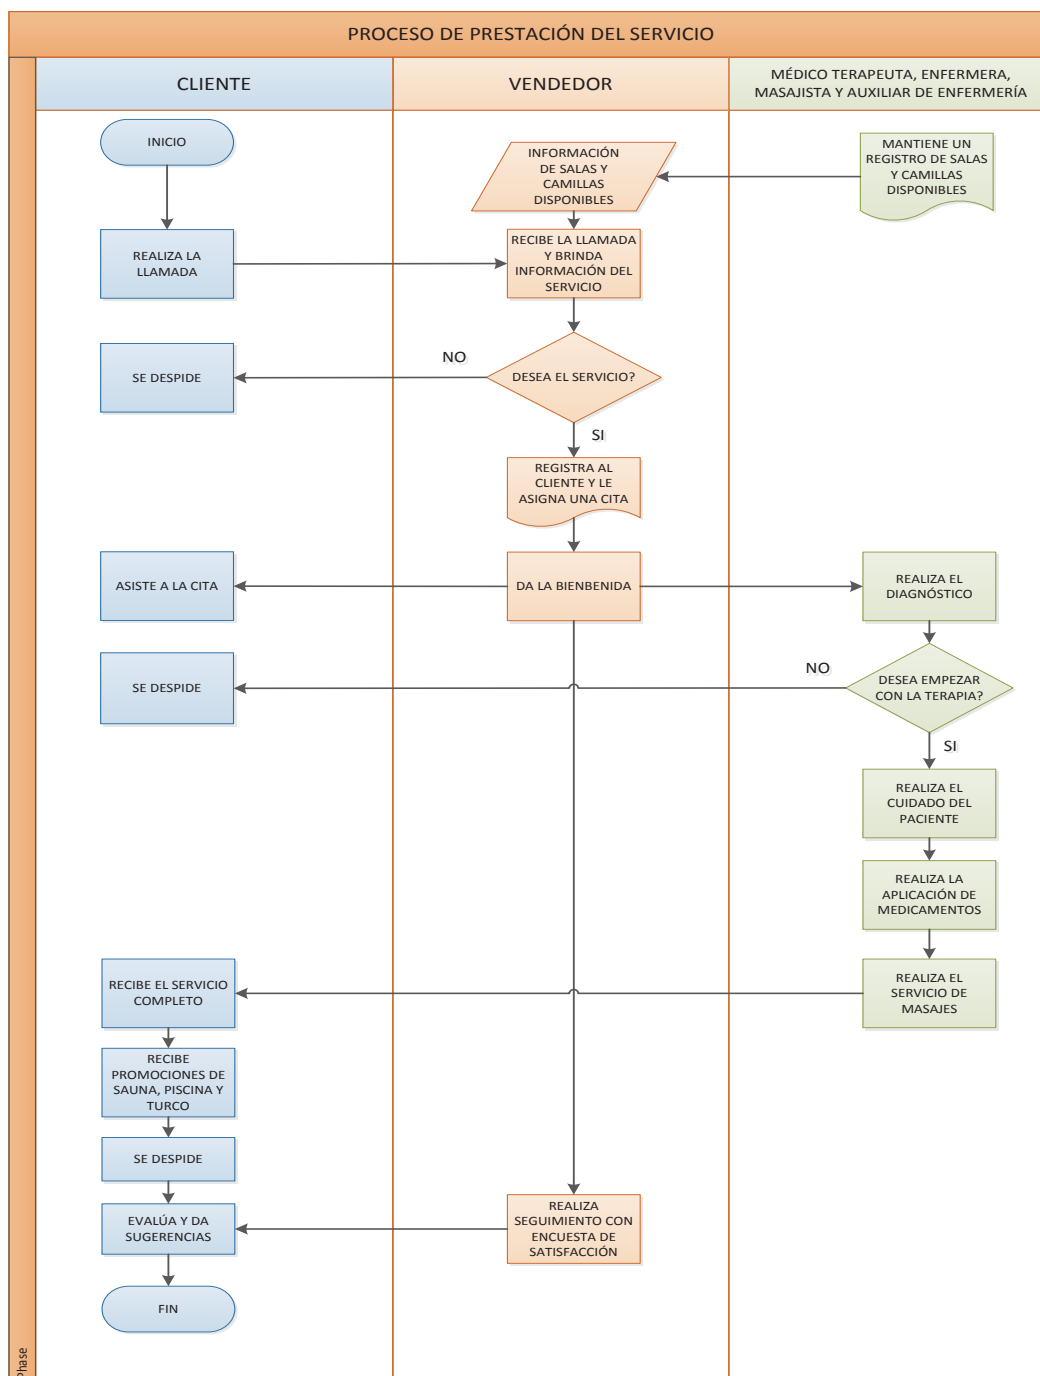 PROCESO DE PRESTACIÓN DEL SERVICIO
CLIENTE
VENDEDOR
MÉDICO TERAPEUTA, ENFERMERA,
MASAJISTA Y AUXILIAR DE ENFERMERÍA
INICIO
INFORMACIÓN
DE SALAS Y
CAMILLAS
DISPONIBLES
MANTIENE UN
REGISTRO DE SALAS
Y CAMILLAS
DISPONIBLES
REALIZA LA
LLAMADA
RECIBE LA LLAMADA
Y BRINDA
INFORMACIÓN DEL
SERVICIO
SE DESPIDE
NO
DESEA EL SERVICIO?
SI
REGISTRA AL
CLIENTE Y LE
ASIGNA UNA CITA
ASISTE A LA CITA
DA LA BIENBENIDA
REALIZA EL
DIAGNÓSTICO
SE DESPIDE
NO
DESEA EMPEZAR
CON LA TERAPIA?
SI
REALIZA EL
CUIDADO DEL
PACIENTE
REALIZA LA
APLICACIÓN DE
MEDICAMENTOS
RECIBE EL SERVICIO
COMPLETO
REALIZA EL
SERVICIO DE
MASAJES
RECIBE
PROMOCIONES DE
SAUNA, PISCINA Y
TURCO
SE DESPIDE
EVALÚA Y DA
SUGERENCIAS
REALIZA
SEGUIMIENTO CON
ENCUESTA DE
SATISFACCIÓN
FIN
Phase